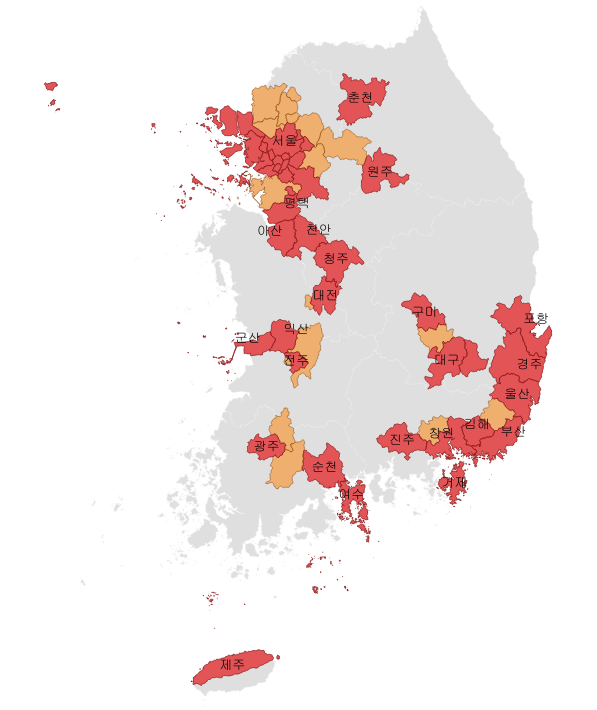 춘천
서울
원주
평택
아산
천안
청주
대전
구미
포항
군산
익산
전주
대구
경주
울산
진주
창원
김해
부산
광주
순천
여수
거제
제주